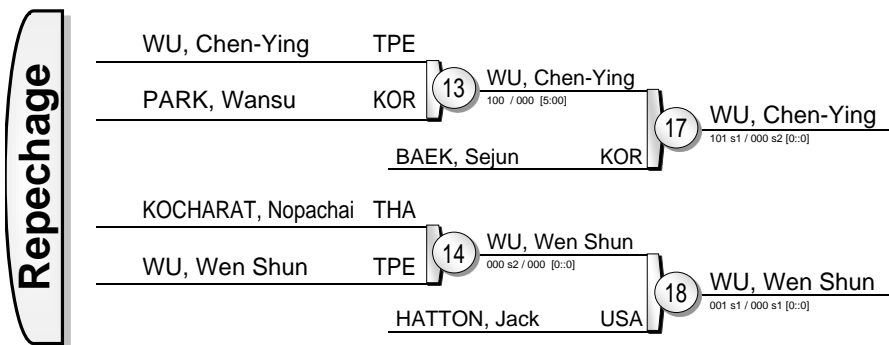 Repechage
WU, Chen-Ying TPE
PARK, Wansu KOR
13
WU, Chen-Ying
100 / 000 [5:00]
BAEK, Sejun KOR
17
WU, Chen-Ying
101 s1 / 000 s2 [0::0]
KOCHARAT, Nopachai THA
WU, Wen Shun TPE
14
WU, Wen Shun
000 s2 / 000 [0::0]
HATTON, Jack USA
18
WU, Wen Shun
001 s1 / 000 s1 [0::0]